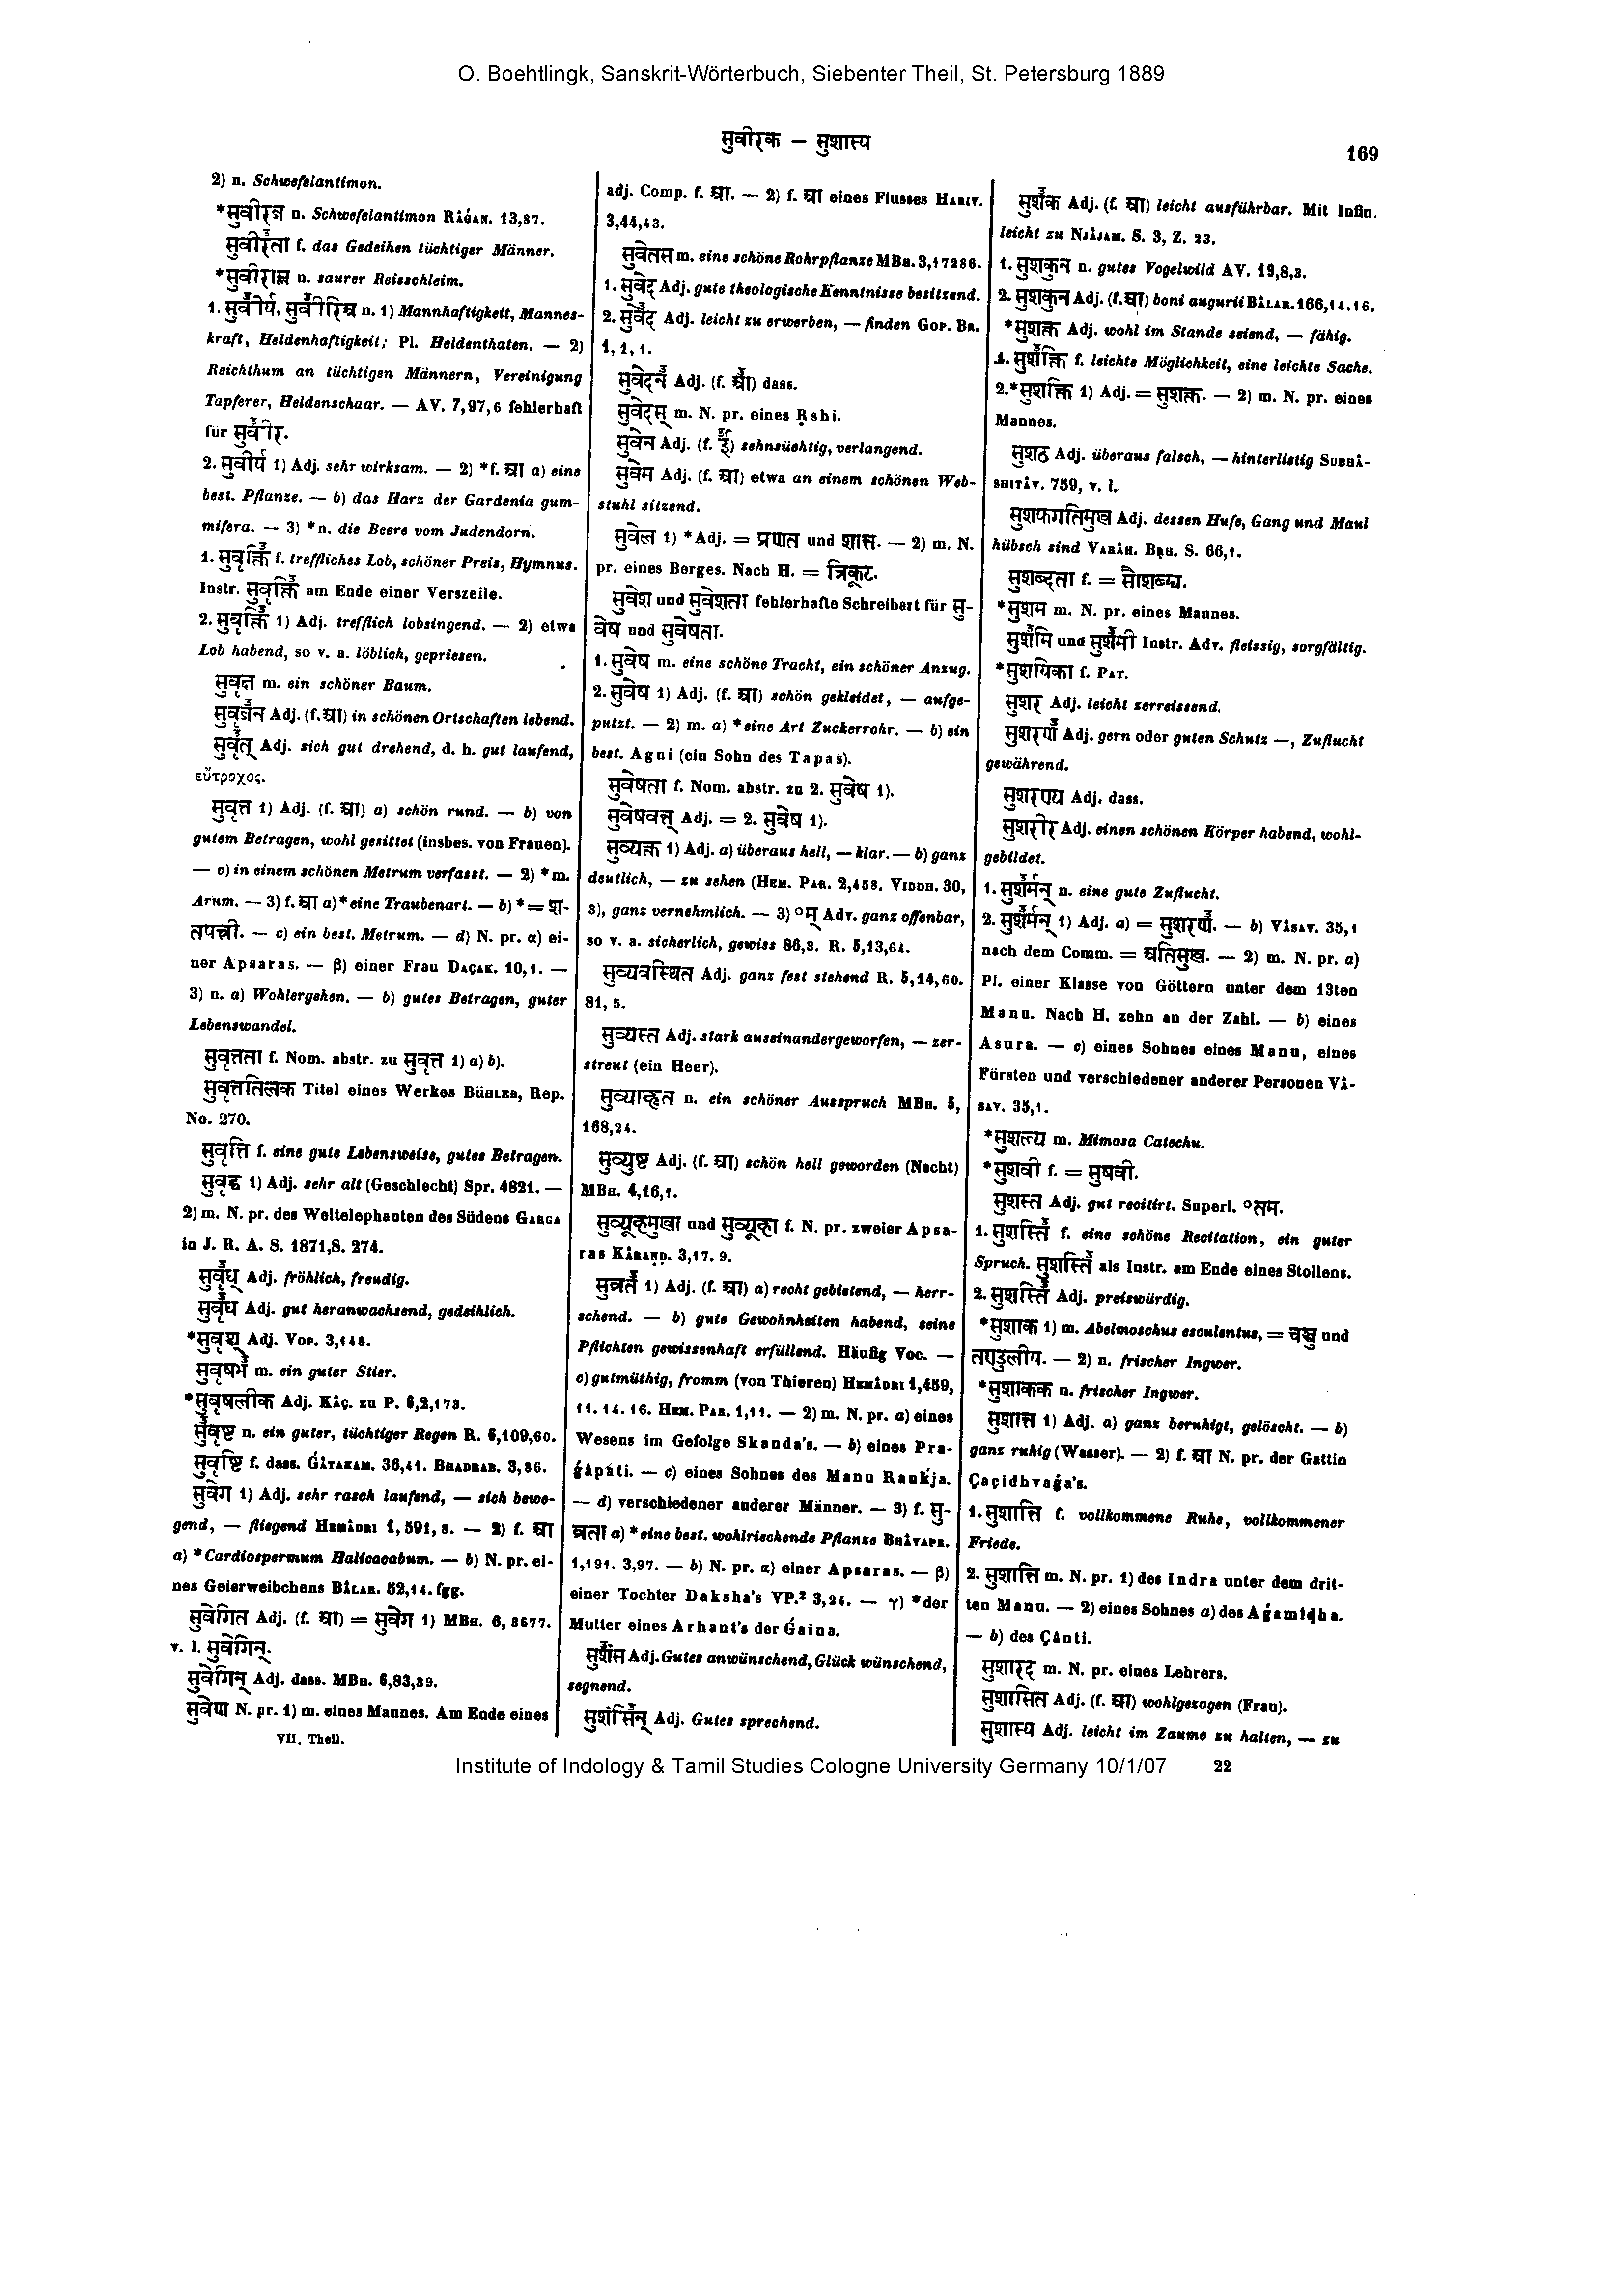 O. Boehtlingk, Sanskrit-Wörterbuch, Siebenter Theil, St. Petersburg 1889
सुवीरक — सुशास्य
169
2) n. Schwefelantimon.
*सुवीरज n. Schwefelantimon RÂǴAN. 13,87.
सुवीरता f. das Gedeihen tüchtiger Männer.
*सुवीराम्ल n. saurer Reisschleim.
1. सुवीर्य, सुवीरिअ n. 1) Mannhaftigkeit, Mannes-
kraft, Heldenhaftigkeit; Pl. Heldenthaten. — 2)
Reichthum an tüchtigen Männern, Vereinigung
Tapferer, Heldenschaar. — AV. 7,97,6 fehlerhaft
für सुवीर.
2. सुवीर्य 1) Adj. sehr wirksam. — 2) *f. आ a) eine
best. Pflanze. — b) das Harz der Gardenia gum-
mifera. — 3) *n. die Beere vom Judendorn.
1. सुवृक्ति f. treffliches Lob, schöner Preis, Hymnus.
Instr. सुवृक्ति am Ende einer Verszeile.
2. सुवृक्ति 1) Adj. trefflich lobsingend. — 2) etwa
Lob habend, so v. a. löblich, gepriesen.
सुवृक्ष m. ein schöner Baum.
सुवृजन Adj. (f. आ) in schönen Ortschaften lebend.
सुवृत् Adj. sich gut drehend, d. h. gut laufend,
εὔτροχος.
सुवृत्त 1) Adj. (f. आ) a) schön rund. — b) von
gutem Betragen, wohl gesittet (insbes. von Frauen).
— c) in einem schönen Metrum verfasst. — 2) *m.
Arum. — 3) f. आ a) *eine Traubenart. — b) * = श-
तपत्त्री. — c) ein best. Metrum. — d) N. pr. α) ei-
ner Apsaras. — β) einer Frau DAÇAK. 10,1. —
3) n. a) Wohlergehen. — b) gutes Betragen, guter
Lebenswandel.
सुवृत्तता f. Nom. abstr. zu सुवृत्त 1) a) b).
सुवृत्ततिलक Titel eines Werkes BÜHLER, Rep.
No. 270.
सुवृत्ति f. eine gute Lebensweise, gutes Betragen.
सुवृद्ध 1) Adj. sehr alt (Geschlecht) Spr. 4821. —
2) m. N. pr. des Weltelephanten des Südens GARGA
in J. R. A. S. 1871, S. 274.
सुवृध् Adj. fröhlich, freudig.
सुवृध Adj. gut heranwachsend, gedeihlich.
*सुवृश्च् Adj. VOP. 3,148.
सुवृषभ m. ein guter Stier.
*सुवृषलीक Adj. KÂÇ. zu P. 6,2,173.
सुवृष्ट n. ein guter, tüchtiger Regen R. 6,109,60.
सुवृष्टि f. dass. ǴÂTAKAM. 36,41. BHADRAB. 3,86.
सुवेग 1) Adj. sehr rasch laufend, — sich bewe-
gend, — fliegend HEMÂDRI 1,591,8. — 2) f. आ
a) *Cardiospermum Halicacabum. — b) N. pr. ei-
nes Geierweibchens BÂLAR. 52,14. fgg.
सुवेगित Adj. (f. आ) = सुवेग 1) MBH. 6,3677.
v. l. सुवेगिन्.
सुवेगिन् Adj. dass. MBH. 6,83,39.
सुवेण N. pr. 1) m. eines Mannes. Am Ende eines
VII. Theil.
adj. Comp. f. आ. — 2) f. आ eines Flusses HARIV.
3,44,43.
सुवेतस m. eine schöne Rohrpflanze MBH. 3,17286.
1. सुवेद् Adj. gute theologische Kenntnisse besitzend.
2. सुवेद Adj. leicht zu erwerben, — finden GOP. BR.
1,1,1.
सुवेदन Adj. (f. आ) dass.
सुवेदस् m. N. pr. eines Ṛshi.
सुवेन Adj. (f. ई) sehnsüchtig, verlangend.
सुवेम Adj. (f. आ) etwa an einem schönen Web-
stuhl sitzend.
सुवेल 1) *Adj. = प्रणत und शान्त. — 2) m. N.
pr. eines Berges. Nach H. = त्रिकूट.
सुवेश und सुवेशता fehlerhafte Schreibart für सु-
वेष und सुवेषता.
1. सुवेष m. eine schöne Tracht, ein schöner Anzug.
2. सुवेष 1) Adj. (f. आ) schön gekleidet, — aufge-
putzt. — 2) m. a) *eine Art Zuckerrohr. — b) ein
best. Agni (ein Sohn des Tapas).
सुवेषता f. Nom. abstr. zu 2. सुवेष 1).
सुवेषवत्त् Adj. = 2. सुवेष 1).
सुव्यक्त 1) Adj. a) überaus hell, — klar. — b) ganz
deutlich, — zu sehen (HEM. PAR. 2,458. VIDDH. 30,
8), ganz vernehmlich. — 3) ॰म् Adv. ganz offenbar,
so v. a. sicherlich, gewiss 86,3. R. 5,13,64.
सुव्यवस्थित Adj. ganz fest stehend R. 5,14,60.
81,5.
सुव्यस्त Adj. stark auseinandergeworfen, — zer-
streut (ein Heer).
सुव्याहृत n. ein schöner Ausspruch MBH. 5,
168,24.
सुव्युष्ट Adj. (f. आ) schön hell geworden (Nacht)
MBH. 4,16,1.
सुव्यूहमुखा und सुव्यूहा f. N. pr. zweier Apsa-
ras KÂRAṆḌ. 3,17. 9.
सुव्रत 1) Adj. (f. आ) a) recht gebietend, — herr-
schend. — b) gute Gewohnheiten habend, seine
Pflichten gewissenhaft erfüllend. Häufig Voc. —
c) gutmüthig, fromm (von Thieren) HEMÂDRI 1,459,
11. 14. 16. HEM. PAR. 1,11. — 2) m. N. pr. a) eines
Wesens im Gefolge Skanda's. — b) eines Pra-
ǵâpati. — c) eines Sohnes des Manu Raukja.
— d) verschiedener anderer Männer. — 3) f. सु-
व्रता a) *eine best. wohlriechende Pflanze BHÂVAPR.
1,191. 3,97. — b) N. pr. α) einer Apsaras. — β)
einer Tochter Daksha's VP.² 3,24. — γ) *der
Mutter eines Arhant's der Ǵaina.
सुशंस Adj. Gutes anwünschend, Glück wünschend,
segnend.
सुशंसिन् Adj. Gutes sprechend.
सुशक Adj. (f. आ) leicht ausführbar. Mit Infin.
leicht zu NJÂJAM. S. 3, Z. 23.
1. सुशकुन n. gutes Vogelwild AV. 19,8,3.
2. सुशकुन Adj. (f. आ) boni augurii BÂLAR. 166,14. 16.
*सुशक्त Adj. wohl im Stande seiend, — fähig.
1. सुशक्ति f. leichte Möglichkeit, eine leichte Sache.
2. *सुशक्ति 1) Adj. = सुशक्त. — 2) m. N. pr. eines
Mannes.
सुशठ Adj. überaus falsch, — hinterlistig SUBHÂ-
SHITÂV. 759, v. l.
सुशफगतिमुख Adj. dessen Hufe, Gang und Maul
hübsch sind VARÂH. BṚH. S. 66,1.
सुशब्दता f. = सौशब्द्य.
*सुशम m. N. pr. eines Mannes.
सुशमि und सुशमी Instr. Adv. fleissig, sorgfältig.
*सुशयिका f. PAT.
सुशर Adj. leicht zerreissend.
सुशरण Adj. gern oder guten Schutz —, Zuflucht
gewährend.
सुशरण्य Adj. dass.
सुशरीर Adj. einen schönen Körper habend, wohl-
gebildet.
1. सुशर्मन् n. eine gute Zuflucht.
2. सुशर्मन् 1) Adj. a) = सुशरण. — b) VÂSAV. 35,1
nach dem Comm. = अतिमुख. — 2) m. N. pr. a)
Pl. einer Klasse von Göttern unter dem 13ten
Manu. Nach H. zehn an der Zahl. — b) eines
Asura. — c) eines Sohnes eines Manu, eines
Fürsten und verschiedener anderer Personen VÂ-
SAV. 35,1.
*सुशल्य m. Mimosa Catechu.
*सुशवी f. = सुषवी.
सुशस्त Adj. gut recitirt. Superl. ॰तम.
1. सुशस्ति f. eine schöne Recitation, ein guter
Spruch. सुशस्ति als Instr. am Ende eines Stollens.
2. सुशस्ति Adj. preiswürdig.
*सुशाक 1) m. Abelmoschus esculentus, = चञ्चु und
तण्डुलीय. — 2) n. frischer Ingwer.
*सुशाकक n. frischer Ingwer.
सुशान्त 1) Adj. a) ganz beruhigt, gelöscht. — b)
ganz ruhig (Wasser). — 2) f. आ N. pr. der Gattin
Çaçidhvaǵa's.
1. सुशान्ति f. vollkommene Ruhe, vollkommener
Friede.
2. सुशान्ति m. N. pr. 1) des Indra unter dem drit-
ten Manu. — 2) eines Sohnes a) des Aǵamîḍha.
— b) des Çânti.
सुशारद m. N. pr. eines Lehrers.
सुशासित Adj. (f. आ) wohlgezogen (Frau).
सुशास्य Adj. leicht im Zaume zu halten, — zu
Institute of Indology & Tamil Studies Cologne University Germany 10/1/07
22